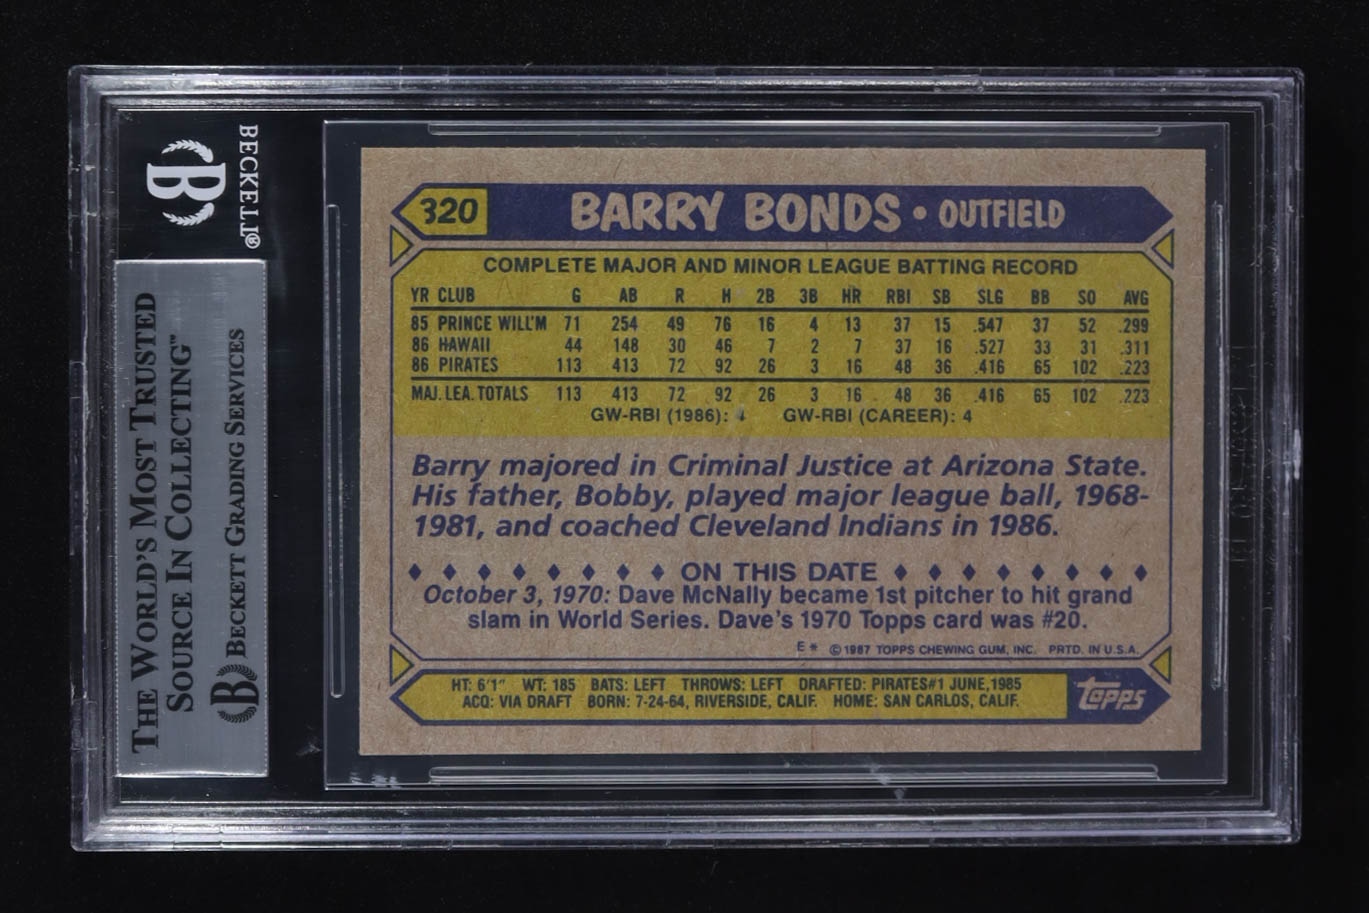 BECKETT®
B
THE WORLD'S MOST TRUSTED
SOURCE IN COLLECTING™
B BECKETT GRADING SERVICES
320 BARRY BONDS • OUTFIELD
COMPLETE MAJOR AND MINOR LEAGUE BATTING RECORD
YR CLUB G AB R H 2B 3B HR RBI SB SLG BB SO AVG
85 PRINCE WILL'M 71 254 49 76 16 4 13 37 15 .547 37 52 .299
86 HAWAII 44 148 30 46 7 2 7 37 16 .527 33 31 .311
86 PIRATES 113 413 72 92 26 3 16 48 36 .416 65 102 .223
MAJ. LEA. TOTALS 113 413 72 92 26 3 16 48 36 .416 65 102 .223
GW-RBI (1986): 4 GW-RBI (CAREER): 4
Barry majored in Criminal Justice at Arizona State.
His father, Bobby, played major league ball, 1968-
1981, and coached Cleveland Indians in 1986.
ON THIS DATE
October 3, 1970: Dave McNally became 1st pitcher to hit grand
slam in World Series. Dave's 1970 Topps card was #20.
E* ©1987 TOPPS CHEWING GUM, INC. PRTD. IN U.S.A.
HT: 6'1" WT: 185 BATS: LEFT THROWS: LEFT DRAFTED: PIRATES#1 JUNE, 1985
ACQ: VIA DRAFT BORN: 7-24-64, RIVERSIDE, CALIF. HOME: SAN CARLOS, CALIF.
topps